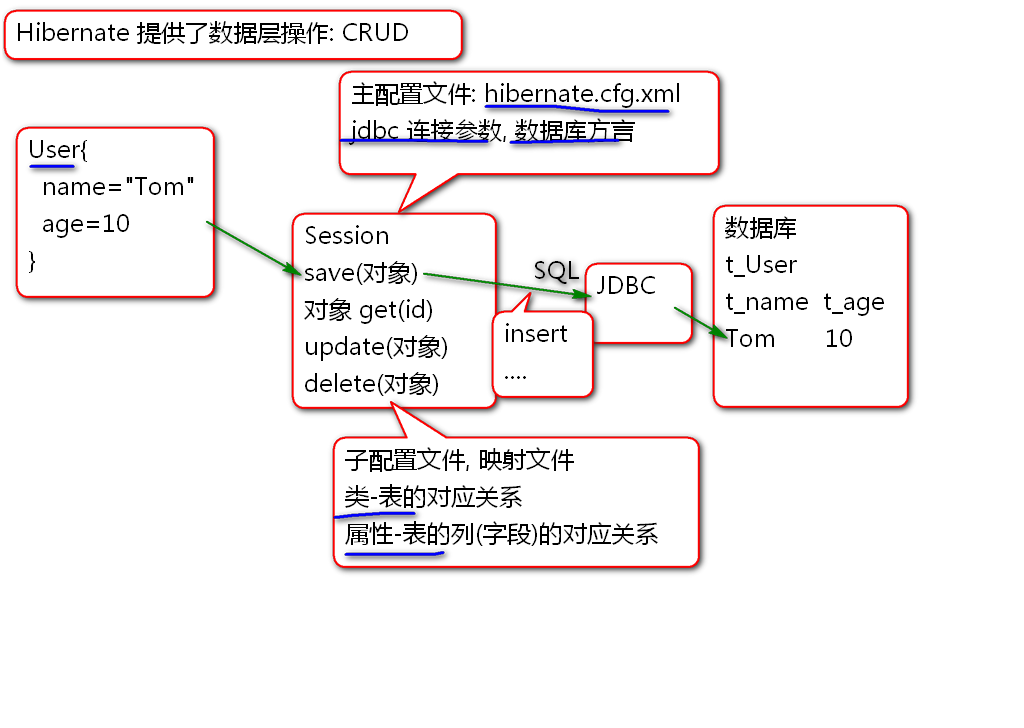 Hibernate 提供了数据层操作: CRUD
主配置文件: hibernate.cfg.xml
jdbc 连接参数, 数据库方言
User{
name="Tom"
age=10
}
Session
save(对象)
对象 get(id)
update(对象)
delete(对象)
SQL
insert
....
JDBC
数据库
t_User
t_name t_age
Tom 10
子配置文件, 映射文件
类-表的对应关系
属性-表的列(字段)的对应关系